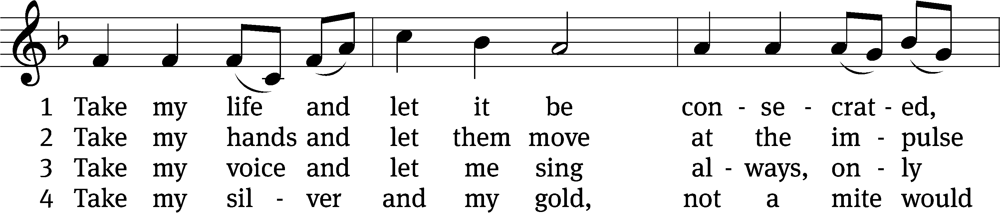 1 Take my life and let it be con - se - crat - ed,
2 Take my hands and let them move at the im - pulse
3 Take my voice and let me sing al - ways, on - ly
4 Take my sil - ver and my gold, not a mite would